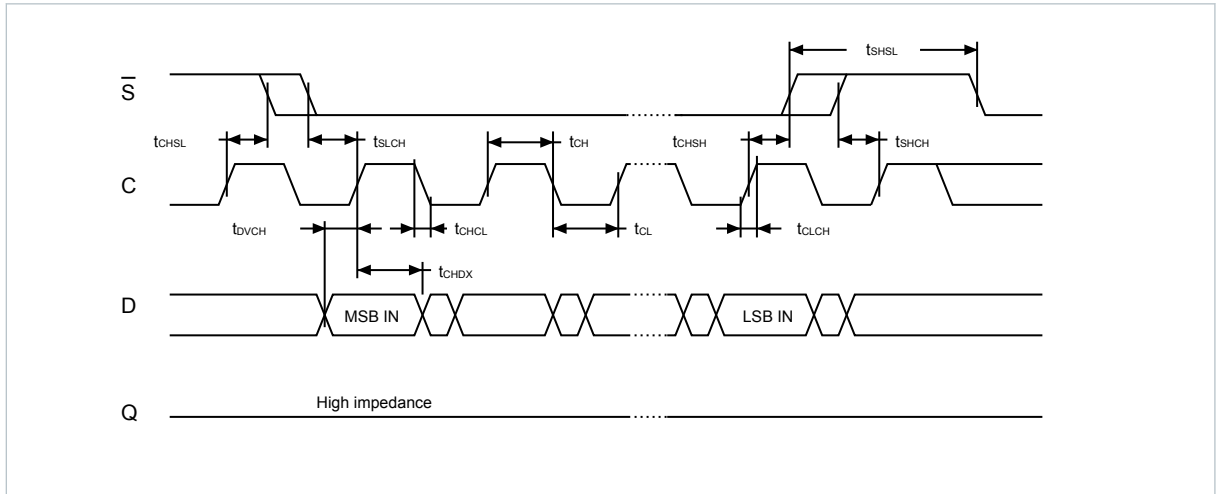 tSHSL
S̅
tCHSL
tSLCH
tCH
tCHSH
tSHCH
C
tDVCH
tCHCL
tCL
tCLCH
tCHDX
D
MSB IN
LSB IN
High impedance
Q